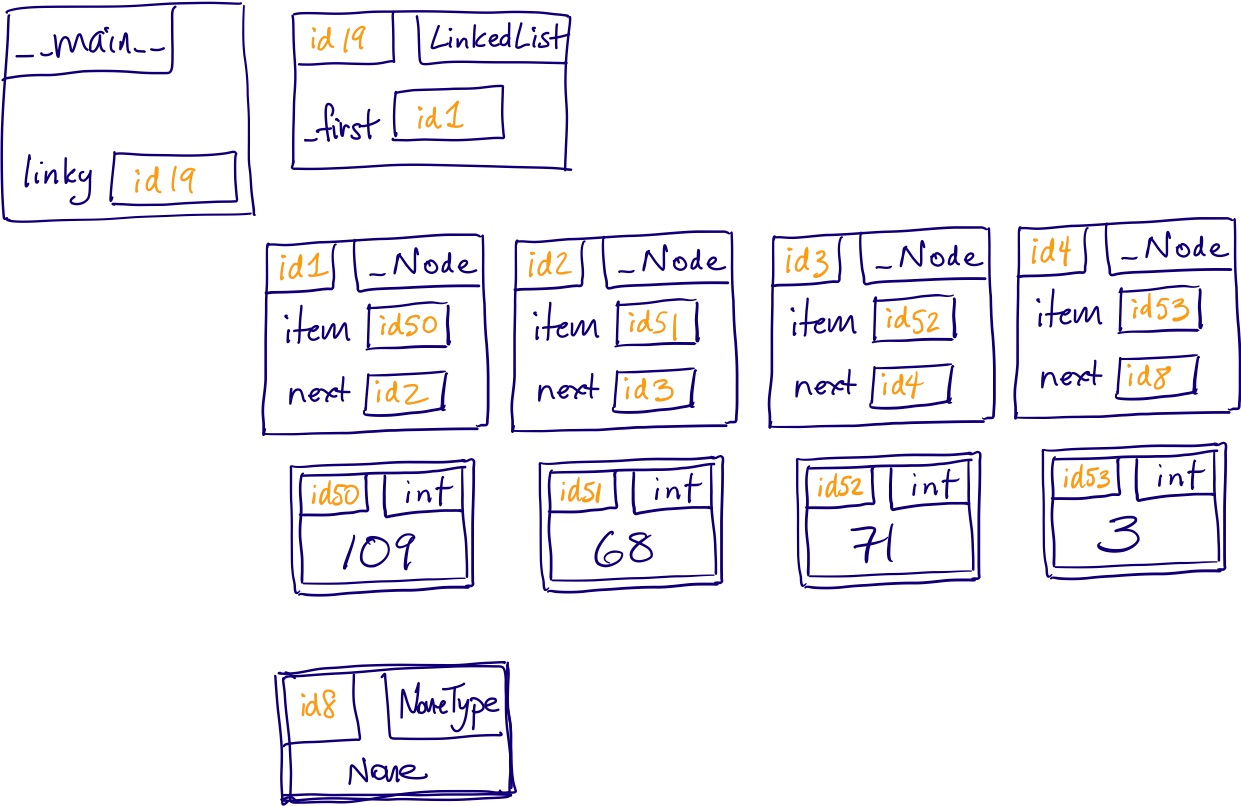 __main__
linky id19
id19 LinkedList
_first id1
id1 _Node
item id50
next id2
id2 _Node
item id51
next id3
id3 _Node
item id52
next id4
id4 _Node
item id53
next id8
id50 int
109
id51 int
68
id52 int
71
id53 int
3
id8 NoneType
None